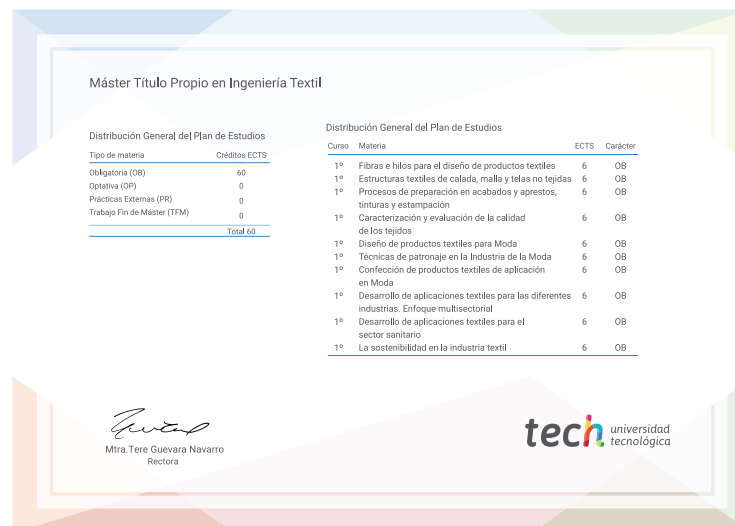 Máster Título Propio en Ingeniería Textil
Distribución General del Plan de Estudios
Tipo de materia Créditos ECTS
Obligatoria (OB) 60
Optativa (OP) 0
Prácticas Externas (PR) 0
Trabajo Fin de Máster (TFM) 0
Total 60
Distribución General del Plan de Estudios
Curso Materia ECTS Carácter
1º Fibras e hilos para el diseño de productos textiles 6 OB
1º Estructuras textiles de calada, malla y telas no tejidas 6 OB
1º Procesos de preparación en acabados y aprestos, 6 OB
tinturas y estampación
1º Caracterización y evaluación de la calidad 6 OB
de los tejidos
1º Diseño de productos textiles para Moda 6 OB
1º Técnicas de patronaje en la Industria de la Moda 6 OB
1º Confección de productos textiles de aplicación 6 OB
en Moda
1º Desarrollo de aplicaciones textiles para las diferentes 6 OB
industrias. Enfoque multisectorial
1º Desarrollo de aplicaciones textiles para el 6 OB
sector sanitario
1º La sostenibilidad en la industria textil 6 OB
Mtra.Tere Guevara Navarro
Rectora
tech universidad
tecnológica